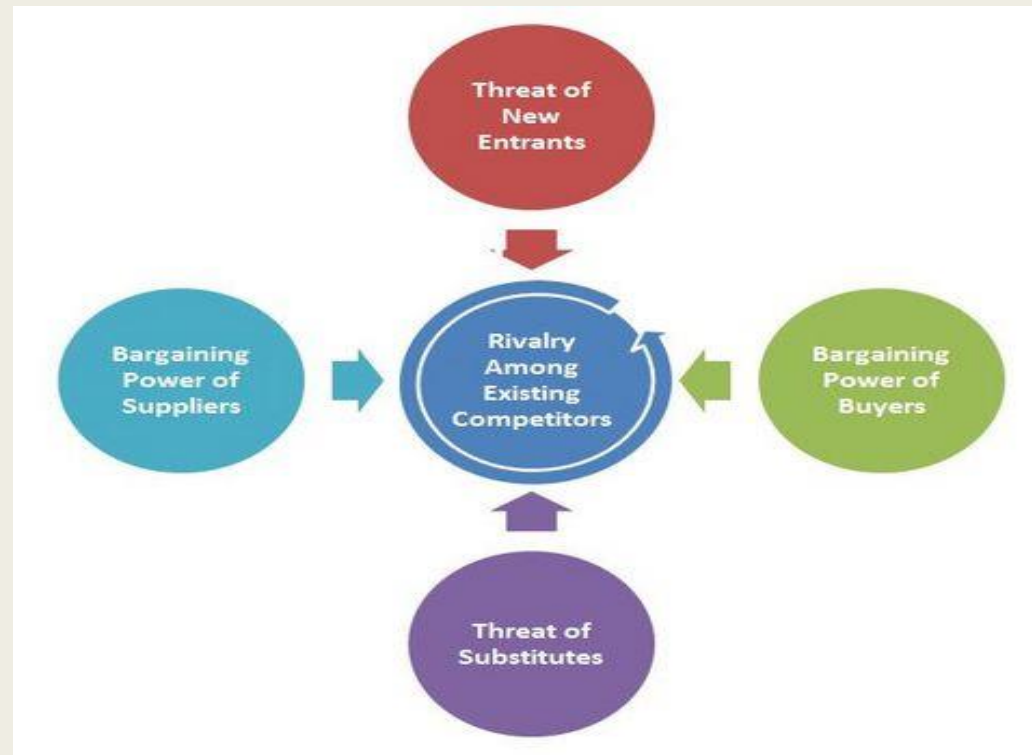 Threat of
New
Entrants
Bargaining
Power of
Suppliers
Rivalry
Among
Existing
Competitors
Bargaining
Power of
Buyers
Threat of
Substitutes